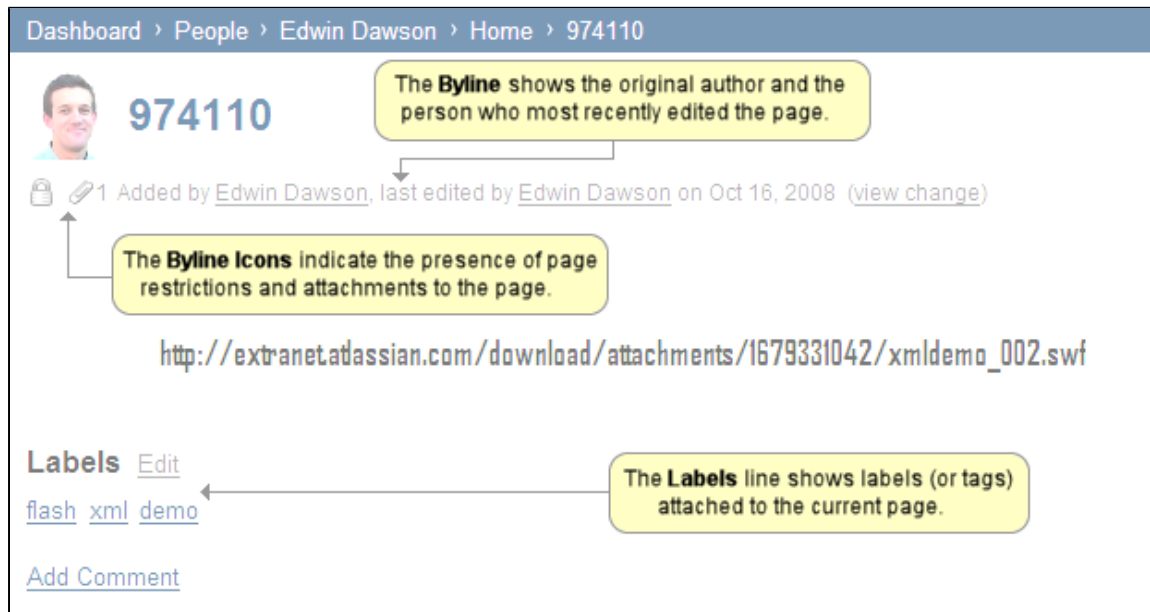 Dashboard › People › Edwin Dawson › Home › 974110
The Byline shows the original author and the
person who most recently edited the page.
974110
1 Added by Edwin Dawson, last edited by Edwin Dawson on Oct 16, 2008 (view change)
The Byline Icons indicate the presence of page
restrictions and attachments to the page.
http://extranet.atlassian.com/download/attachments/1679331042/xmldemo_002.swf
Labels Edit
The Labels line shows labels (or tags)
attached to the current page.
flash xml demo
Add Comment